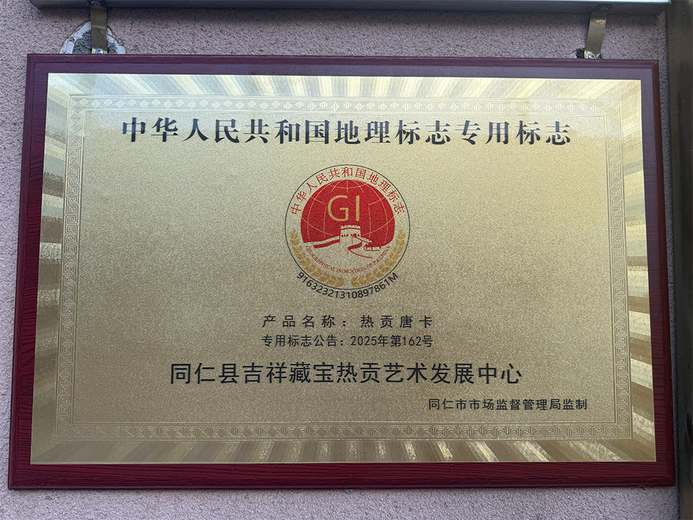 中华人民共和国地理标志专用标志
中华人民共和国地理标志
GI
GEOGRAPHICAL INDICATION OF P.R.CHINA
91632321310897861M
产品名称：热贡唐卡
专用标志公告：2025年第162号
同仁县吉祥藏宝热贡艺术发展中心
同仁市市场监督管理局监制